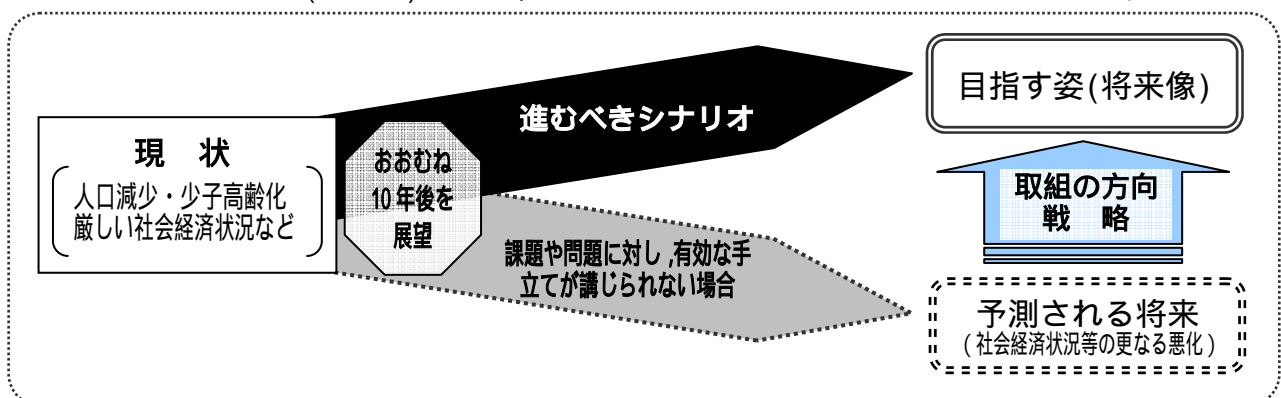 現 状
人口減少・少子高齢化
厳しい社会経済状況など
おおむね
10年後を
展望
進むべきシナリオ
課題や問題に対し,有効な手
立てが講じられない場合
目指す姿(将来像)
取組の方向
戦 略
予測される将来
(社会経済状況等の更なる悪化)